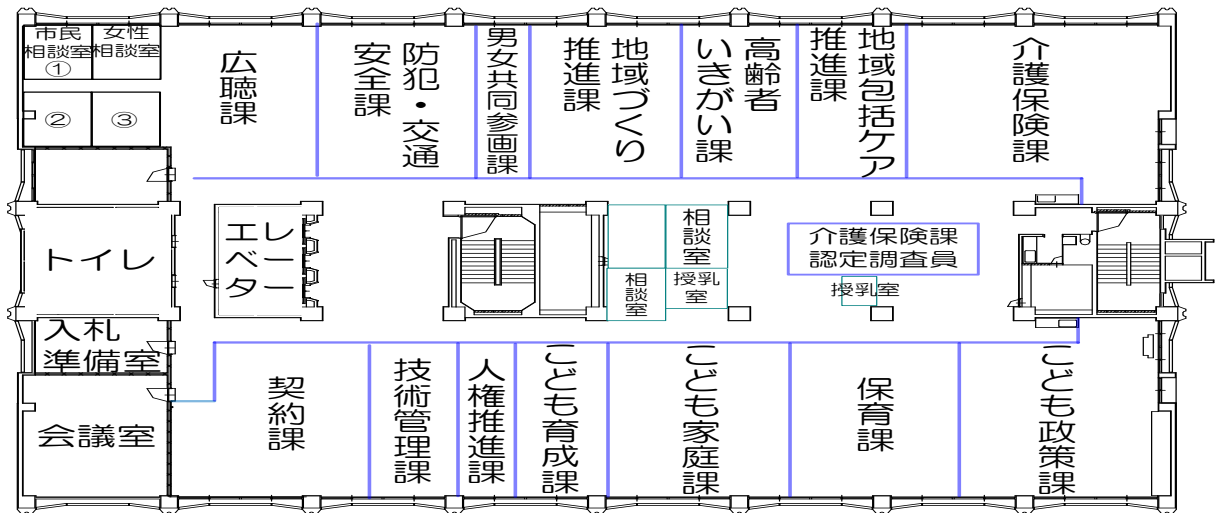 市民
相談室
①
女性
相談室
②
③
広聴課
防犯・交通
安全課
男女共同参画課
地域づくり
推進課
高齢者
いきがい課
地域包括ケア
推進課
介護保険課
トイレ
エレ
ベー
ター
相談室
相談室
授乳
室
介護保険課
認定調査員
授乳室
入札
準備室
会議室
契約課
技術管理課
人権推進課
こども育成課
こども家庭課
保育課
こども政策課